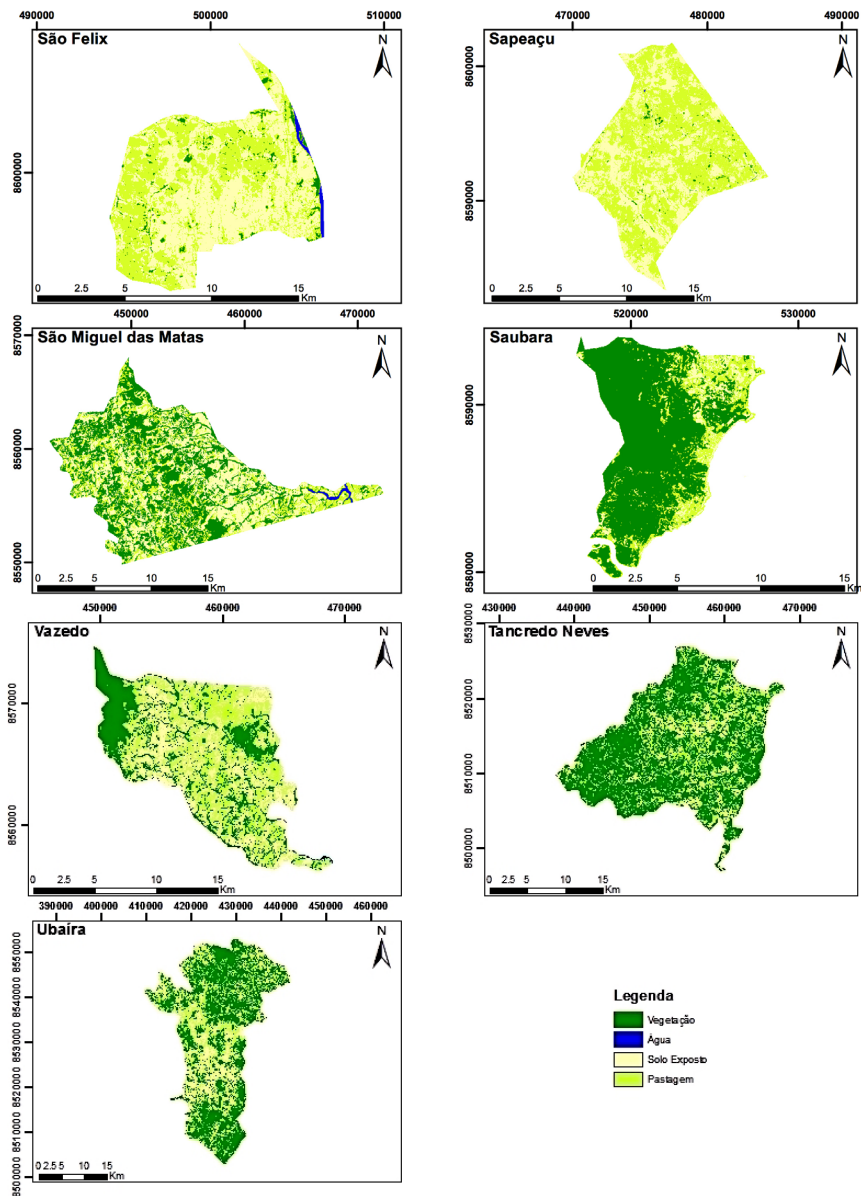 490000 500000 510000
São Felix
N
8600000
0 2.5 5 10 15
Km
470000 480000 490000
Sapeaçu
N
8600000
8590000
0 2.5 5 10 15
Km
450000 460000 470000
São Miguel das Matas
N
8570000
8560000
8550000
0 2.5 5 10 15
Km
520000 530000
Saubara
N
8590000
8580000
0 2.5 5 10 15
Km
450000 460000 470000
Vazedo
N
8570000
8560000
0 2.5 5 10 15
Km
430000 440000 450000 460000 470000
Tancredo Neves
N
8530000
8520000
8510000
8500000
0 2.5 5 10 15
Km
390000 400000 410000 420000 430000 440000 450000 460000
Ubaíra
N
8550000
8540000
8530000
8520000
8510000
8500000
0 2.5 5 10 15
Km
Legenda
Vegetação
Água
Solo Exposto
Pastagem